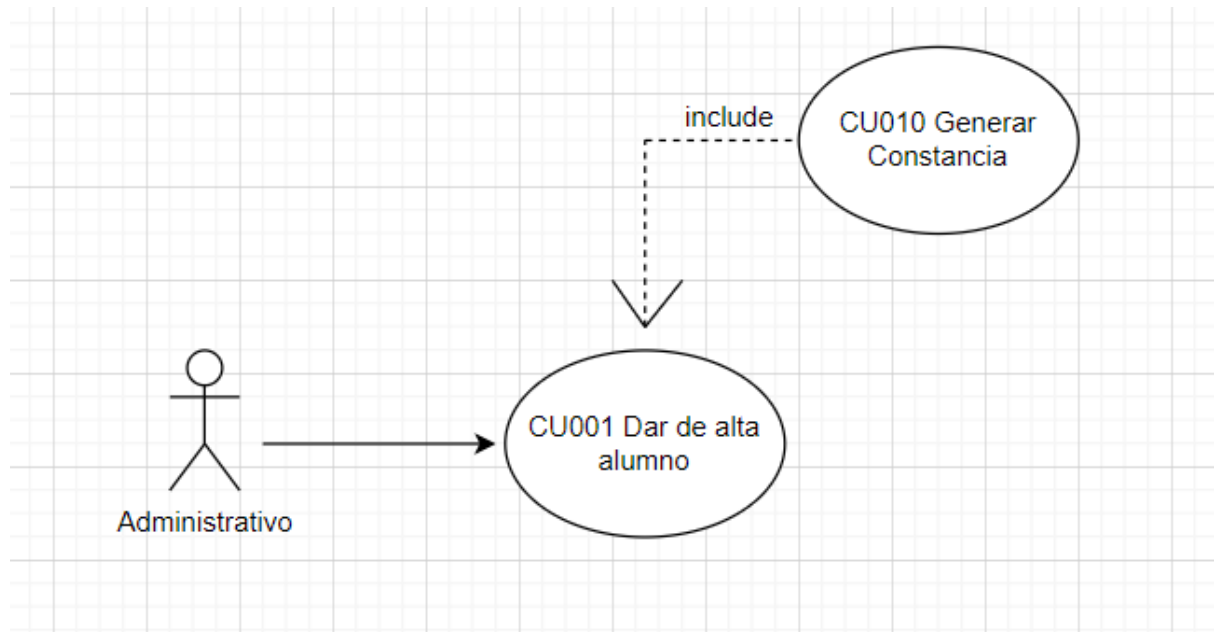 include
CU010 Generar
Constancia
CU001 Dar de alta
alumno
Administrativo